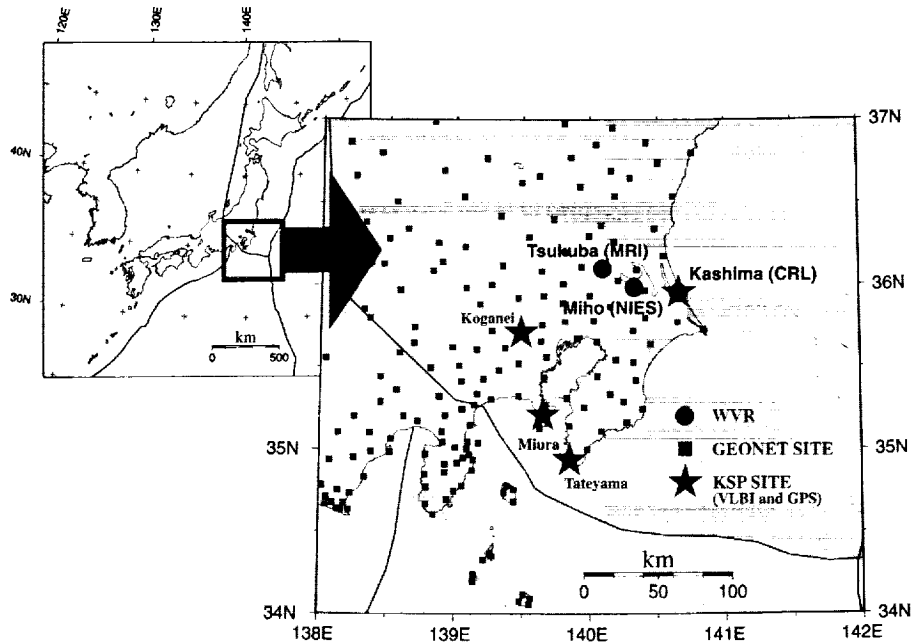 120E
130E
140E
40N
30N
km
0 500
37N
36N
35N
34N
Tsukuba (MRI)
Kashima (CRL)
Miho (NIES)
Koganei
Miura
Tateyama
WVR
GEONET SITE
KSP SITE
(VLBI and GPS)
km
0 50 100
34N
138E 139E 140E 141E 142E